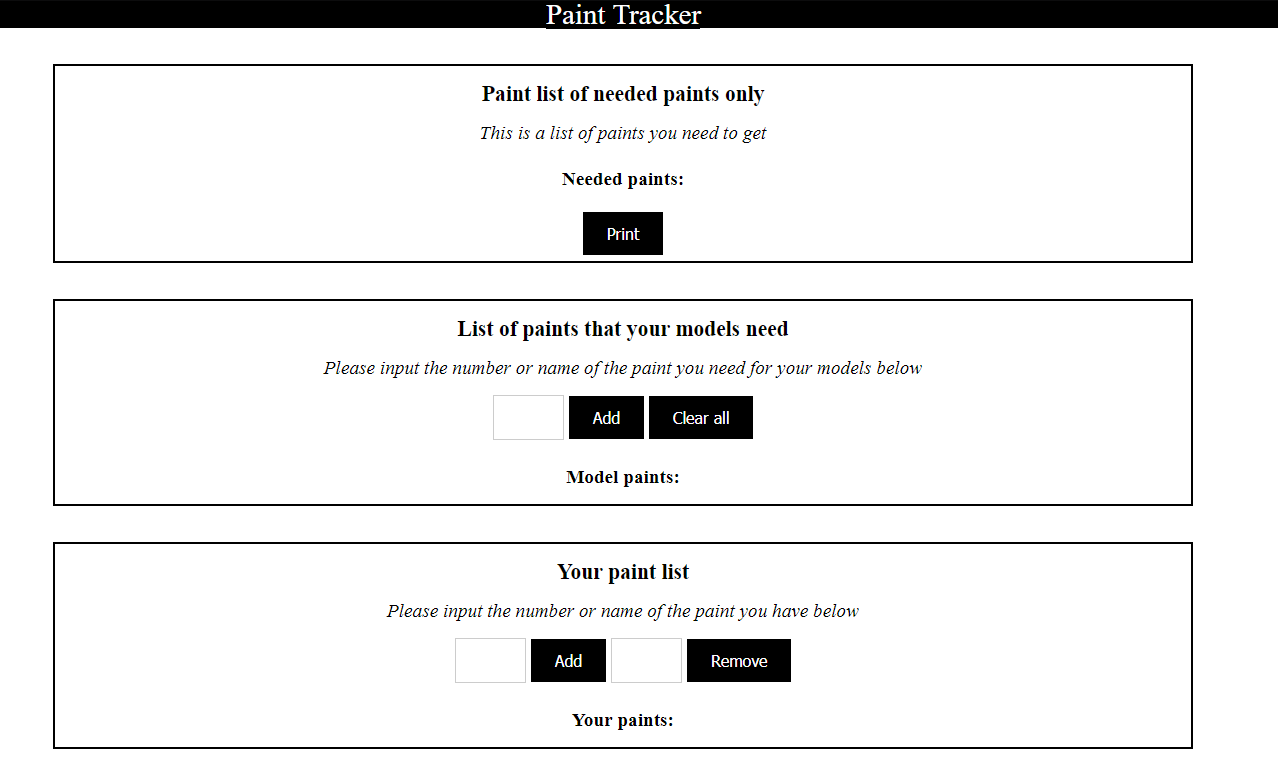 Paint Tracker
Paint list of needed paints only
This is a list of paints you need to get
Needed paints:
Print
List of paints that your models need
Please input the number or name of the paint you need for your models below
Add Clear all
Model paints:
Your paint list
Please input the number or name of the paint you have below
Add Remove
Your paints: